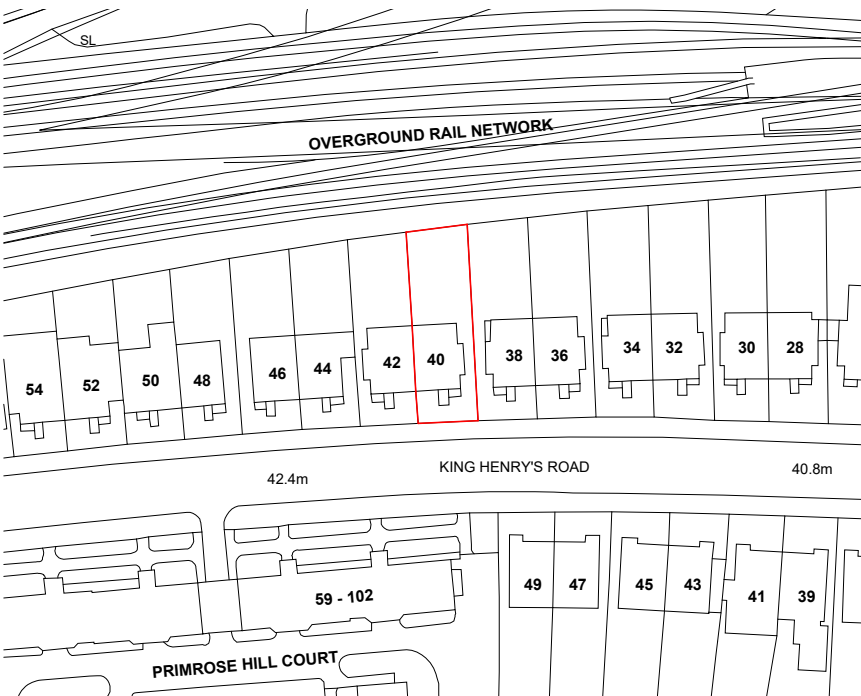 SL
OVERGROUND RAIL NETWORK
54
52
50
48
46
44
42
40
38
36
34
32
30
28
42.4m
KING HENRY'S ROAD
40.8m
59 - 102
49
47
45
43
41
39
PRIMROSE HILL COURT